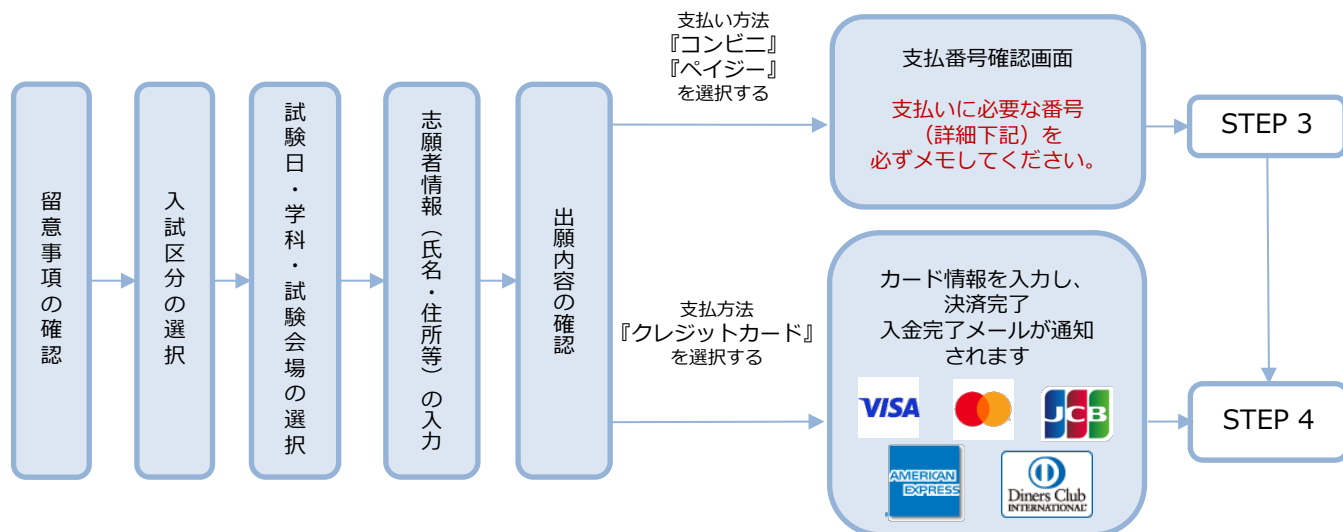 留意事項の確認
入試区分の選択
試験日・学科・試験会場の選択
志願者情報（氏名・住所等）の入力
出願内容の確認
支払い方法
『コンビニ』
『ペイジー』
を選択する
支払番号確認画面
支払いに必要な番号
（詳細下記）を
必ずメモしてください。
STEP 3
支払方法
『クレジットカード』
を選択する
カード情報を入力し、
決済完了
入金完了メールが通知
されます
VISA
JCB
AMERICAN
EXPRESS
Diners Club
INTERNATIONAL
STEP 4